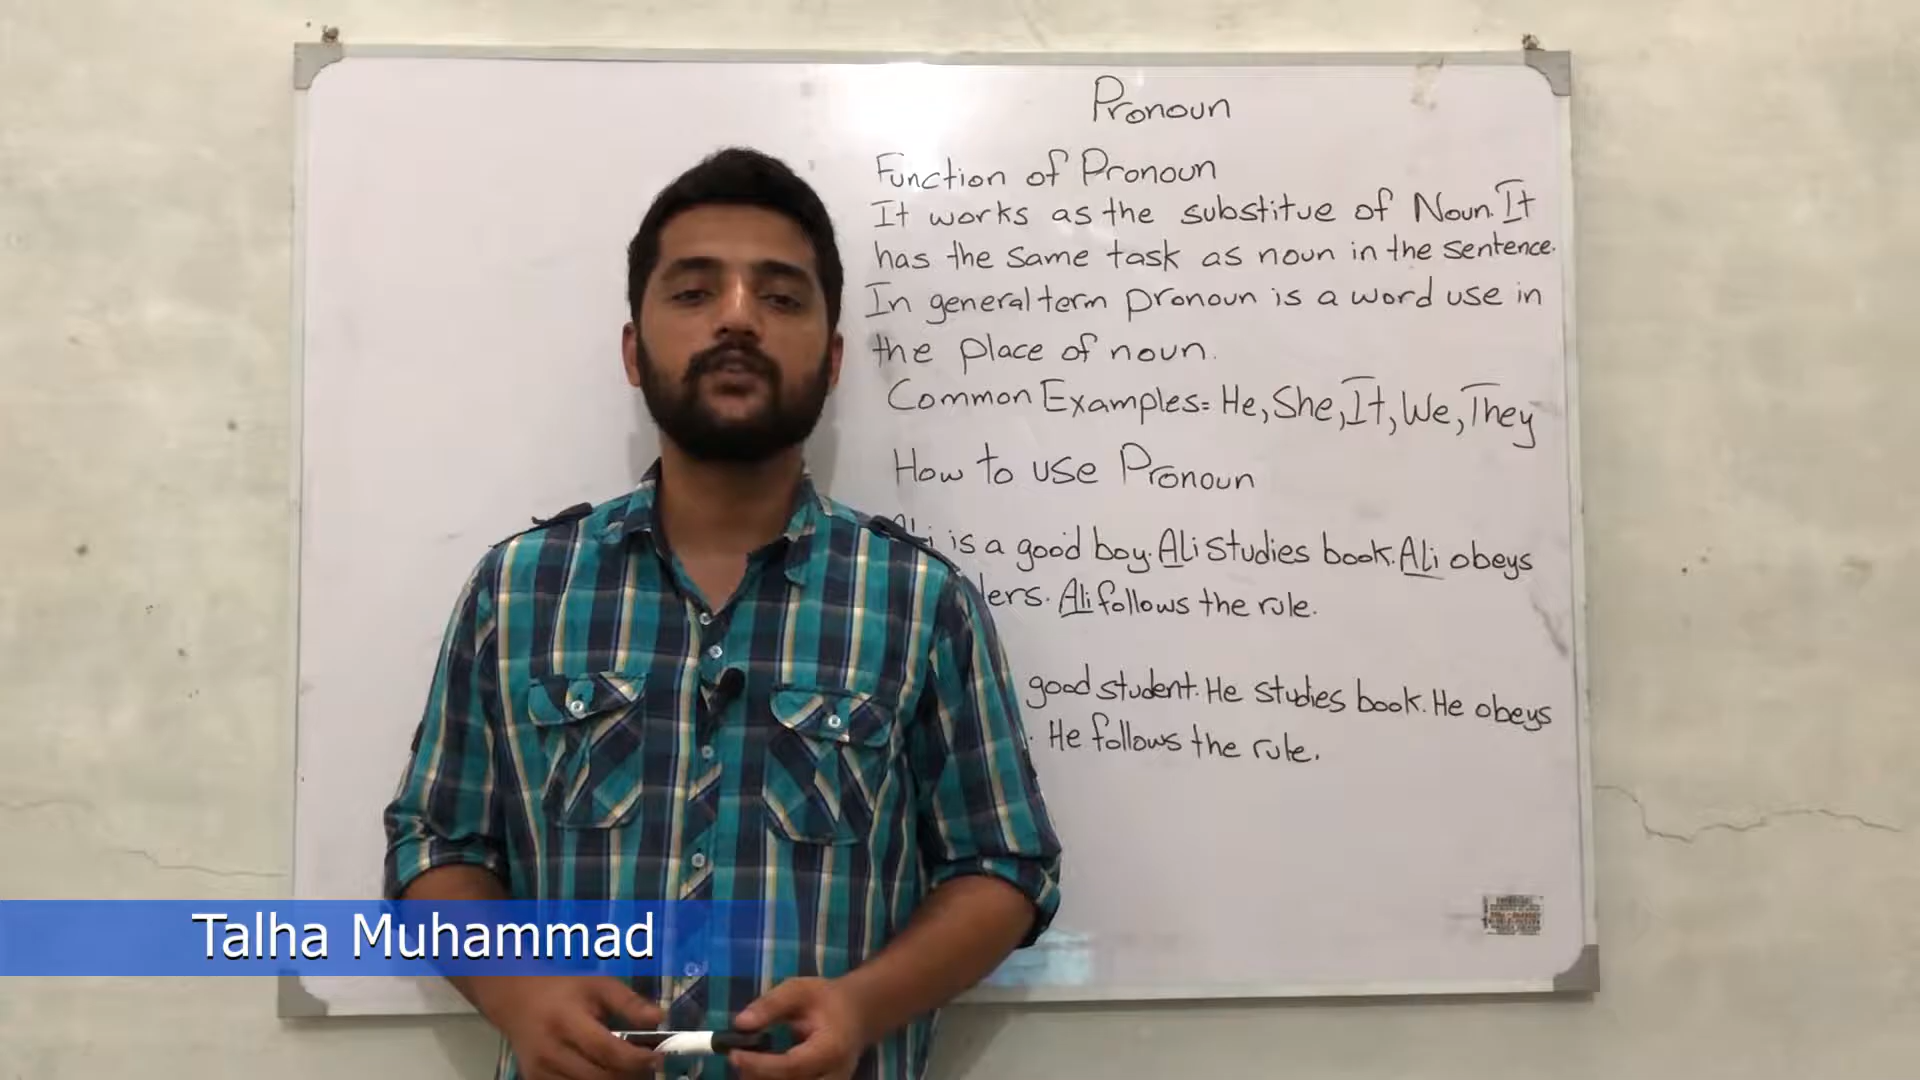 Pronoun
Function of Pronoun
It works as the substitue of Noun. It
has the same task as noun in the sentence.
In general term pronoun is a word use in
the place of noun.
Common Examples= He, She, It, We, They
How to use Pronoun
is a good boy. Ali studies book. Ali obeys
Ali follows the rule.
good student. He studies book. He obeys
. He follows the rule.
Talha Muhammad